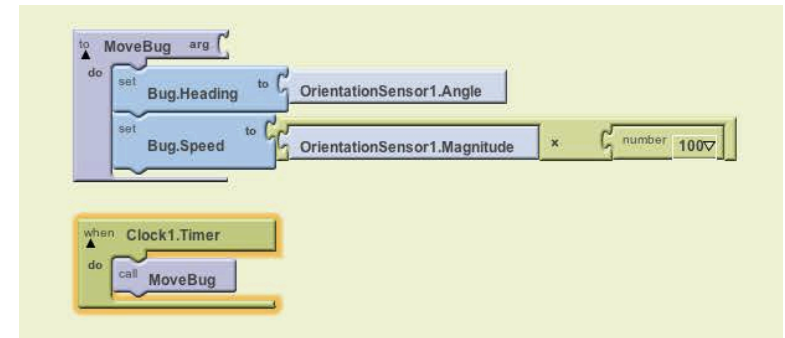 to MoveBug arg
do set Bug.Heading to OrientationSensor1.Angle
set Bug.Speed to OrientationSensor1.Magnitude × number 100
when Clock1.Timer
do call MoveBug